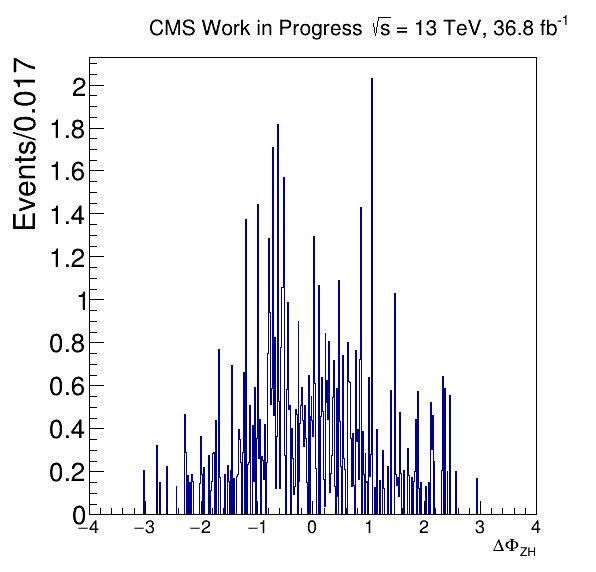 CMS Work in Progress √s = 13 TeV, 36.8 fb⁻¹
Events/0.017
2
1.8
1.6
1.4
1.2
1
0.8
0.6
0.4
0.2
0
−4 −3 −2 −1 0 1 2 3 4
ΔΦ_ZH